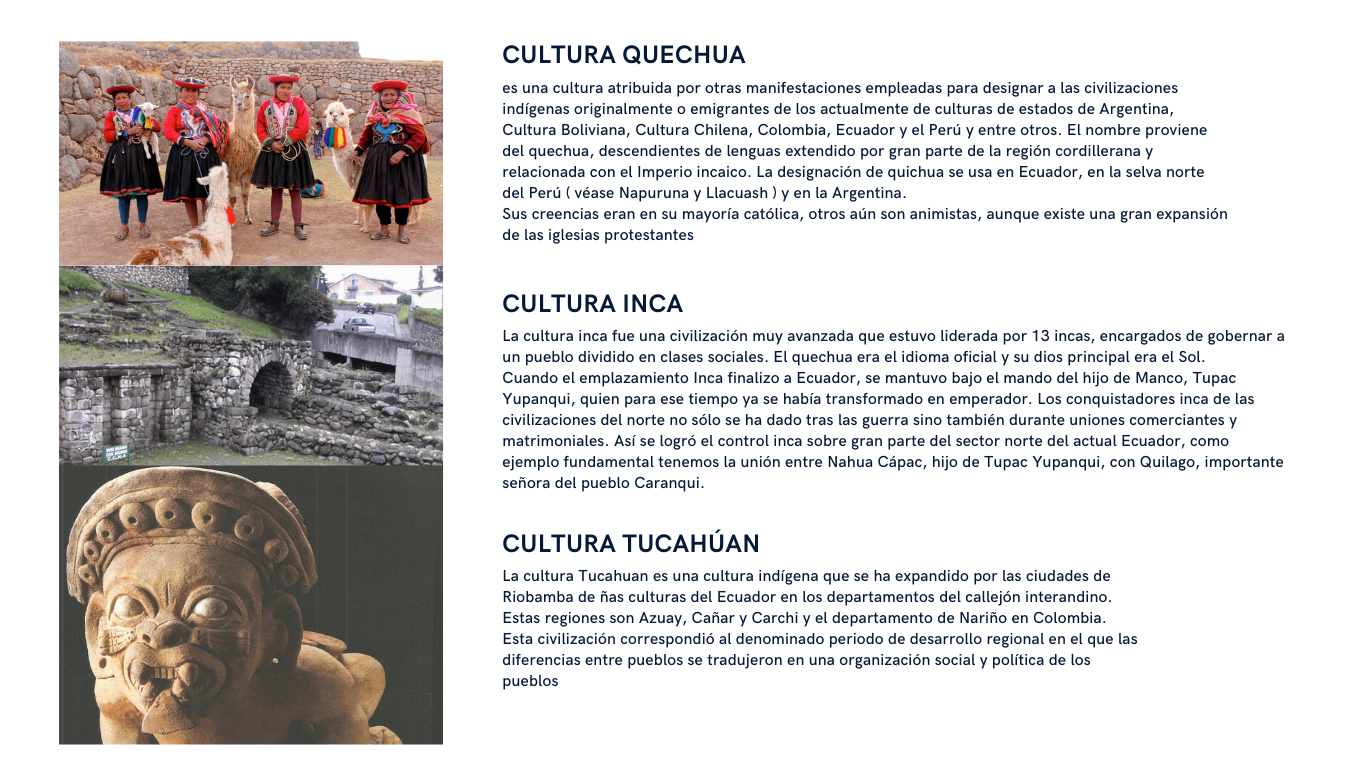 CULTURA QUECHUA
es una cultura atribuida por otras manifestaciones empleadas para designar a las civilizaciones
indígenas originalmente o emigrantes de los actualmente de culturas de estados de Argentina,
Cultura Boliviana, Cultura Chilena, Colombia, Ecuador y el Perú y entre otros. El nombre proviene
del quechua, descendientes de lenguas extendido por gran parte de la región cordillerana y
relacionada con el Imperio incaico. La designación de quichua se usa en Ecuador, en la selva norte
del Perú ( véase Napuruna y Llacuash ) y en la Argentina.
Sus creencias eran en su mayoría católica, otros aún son animistas, aunque existe una gran expansión
de las iglesias protestantes
CULTURA INCA
La cultura inca fue una civilización muy avanzada que estuvo liderada por 13 incas, encargados de gobernar a
un pueblo dividido en clases sociales. El quechua era el idioma oficial y su dios principal era el Sol.
Cuando el emplazamiento Inca finalizo a Ecuador, se mantuvo bajo el mando del hijo de Manco, Tupac
Yupanqui, quien para ese tiempo ya se había transformado en emperador. Los conquistadores inca de las
civilizaciones del norte no sólo se ha dado tras las guerra sino también durante uniones comerciantes y
matrimoniales. Así se logró el control inca sobre gran parte del sector norte del actual Ecuador, como
ejemplo fundamental tenemos la unión entre Nahua Cápac, hijo de Tupac Yupanqui, con Quilago, importante
señora del pueblo Caranqui.
CULTURA TUCAHÚAN
La cultura Tucahuan es una cultura indígena que se ha expandido por las ciudades de
Riobamba de ñas culturas del Ecuador en los departamentos del callejón interandino.
Estas regiones son Azuay, Cañar y Carchi y el departamento de Nariño en Colombia.
Esta civilización correspondió al denominado periodo de desarrollo regional en el que las
diferencias entre pueblos se tradujeron en una organización social y política de los
pueblos